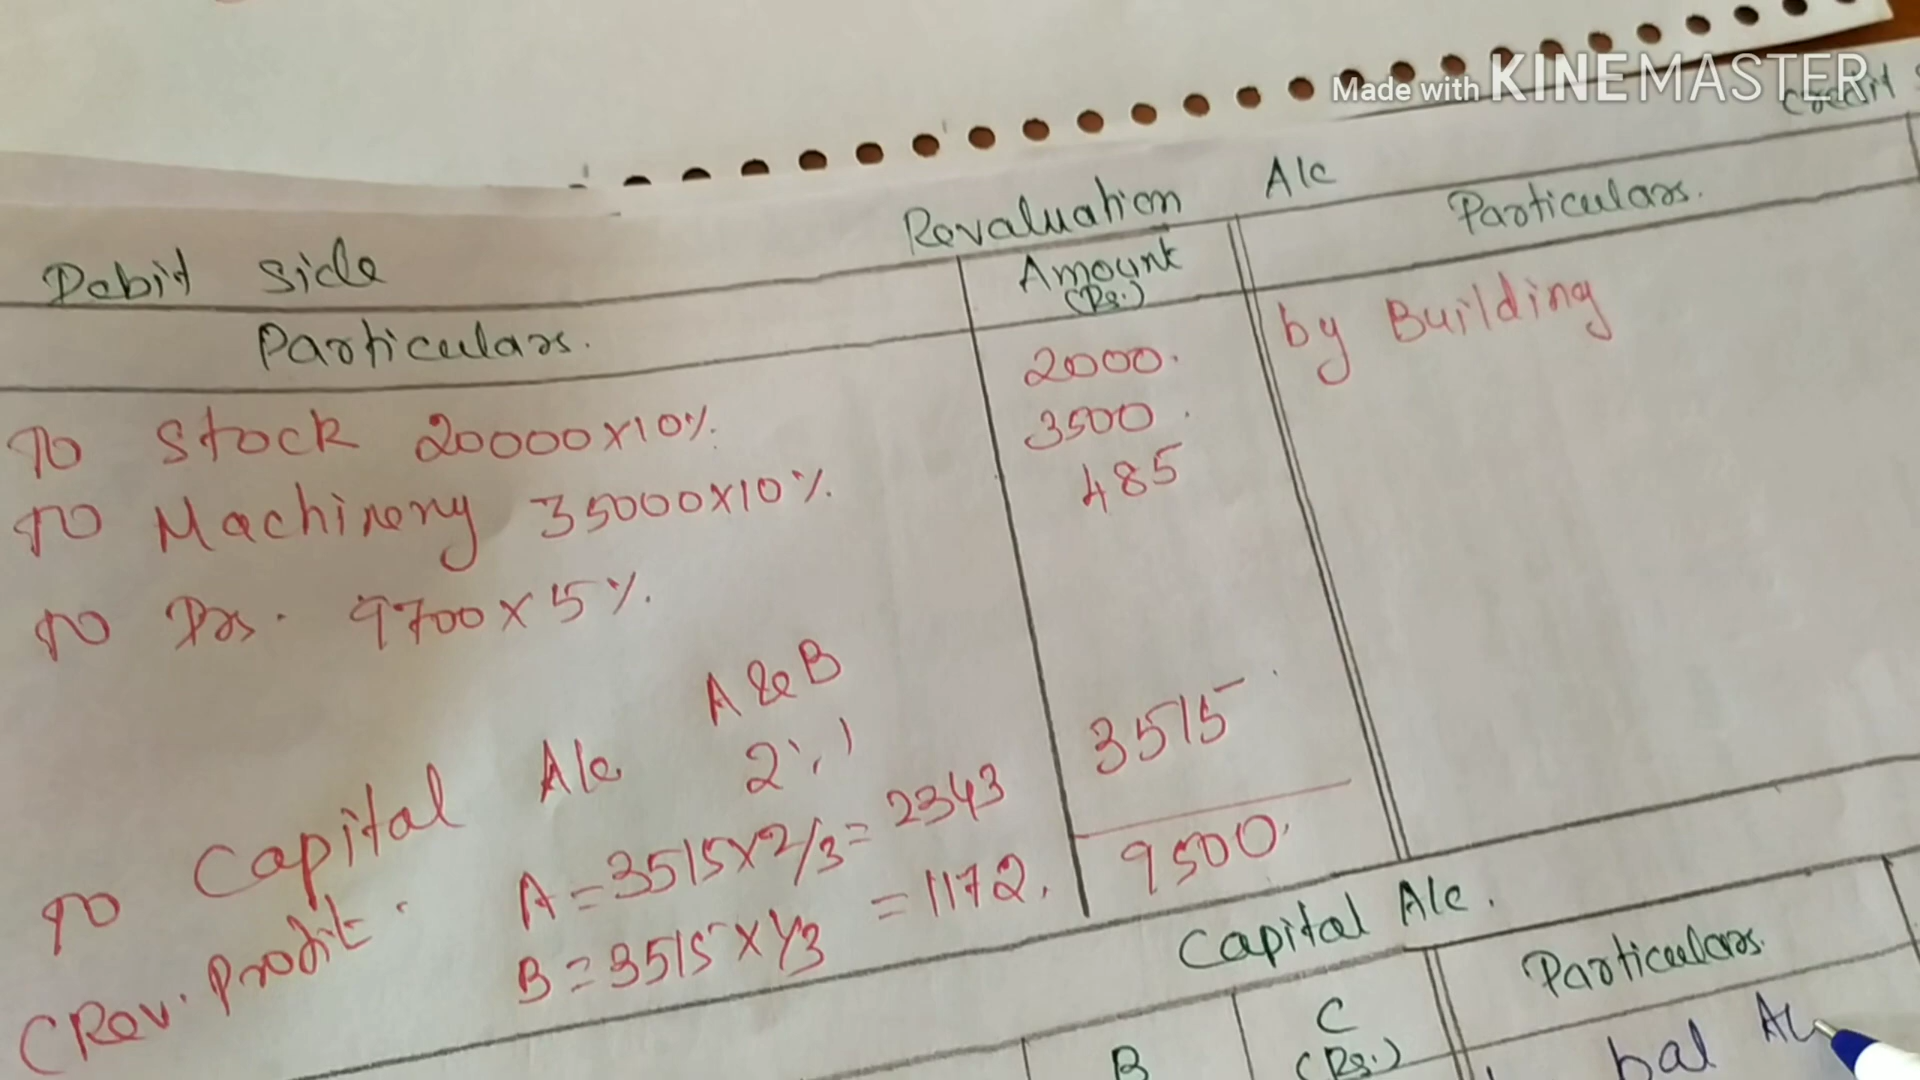 Made with KINEMASTER
Credit
Debit Side
Revaluation A/c
Particulars.
Amount
(Rs.)
Particulars.
To Stock 20000x10%.
2000.
by Building
To Machinery 35000x10%.
3500.
To Drs. 9700x5%.
485
A & B
To Capital A/c 2:1
3515
(Rev. Profit.
A=3515x2/3= 2343
B=3515x1/3 =1172.
9500.
Capital A/c.
B
C
(Rs.)
Particulars.
bal